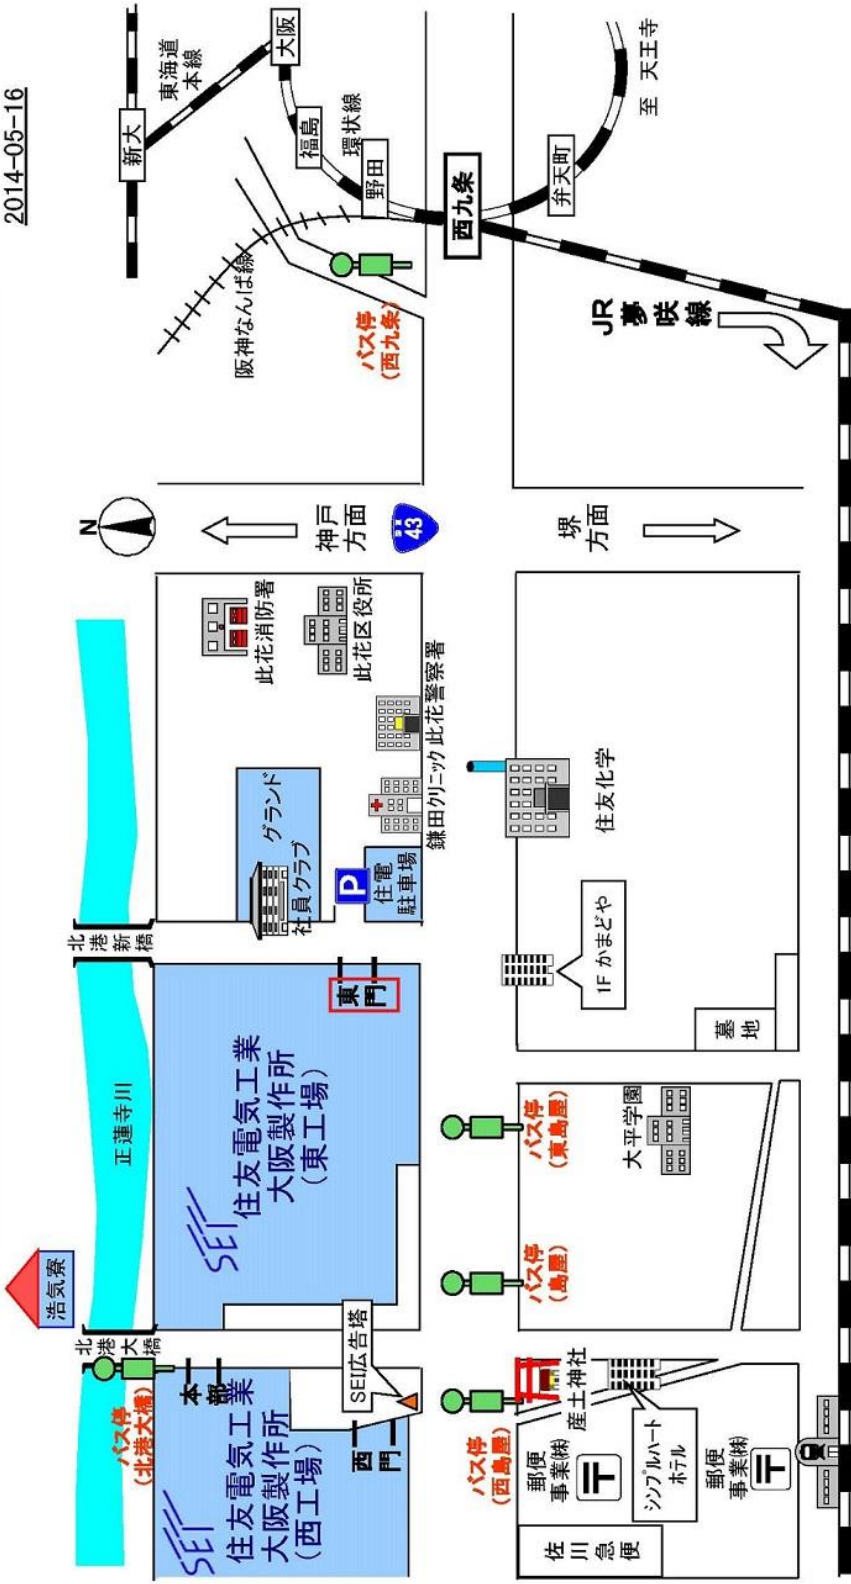 2014-05-16
北
港
大
橋
浩気寮
正蓮寺川
北
港
新
橋
N
新大
東海道
本線
大阪
福島
環状線
野田
阪神なんば線
バス停
(西九条)
西九条
弁天町
至 天王寺
JR
夢
咲
線
神戸
方面
43
堺
方面
バス停
(北港大橋)
本
部
SEI
住友電気工業
大阪製作所
(西工場)
西
門
SEI広告塔
SEI
住友電気工業
大阪製作所
(東工場)
東
門
社員クラブ
グランド
P
住電
駐車場
鎌田クリニック
此花警察署
此花消防署
此花区役所
バス停
(西島屋)
バス停
(島屋)
バス停
(東島屋)
佐川急便
郵便
事業㈱
産土神社
シンプルハート
ホテル
郵便
事業㈱
大平学園
墓
地
1F かまどや
住友化学